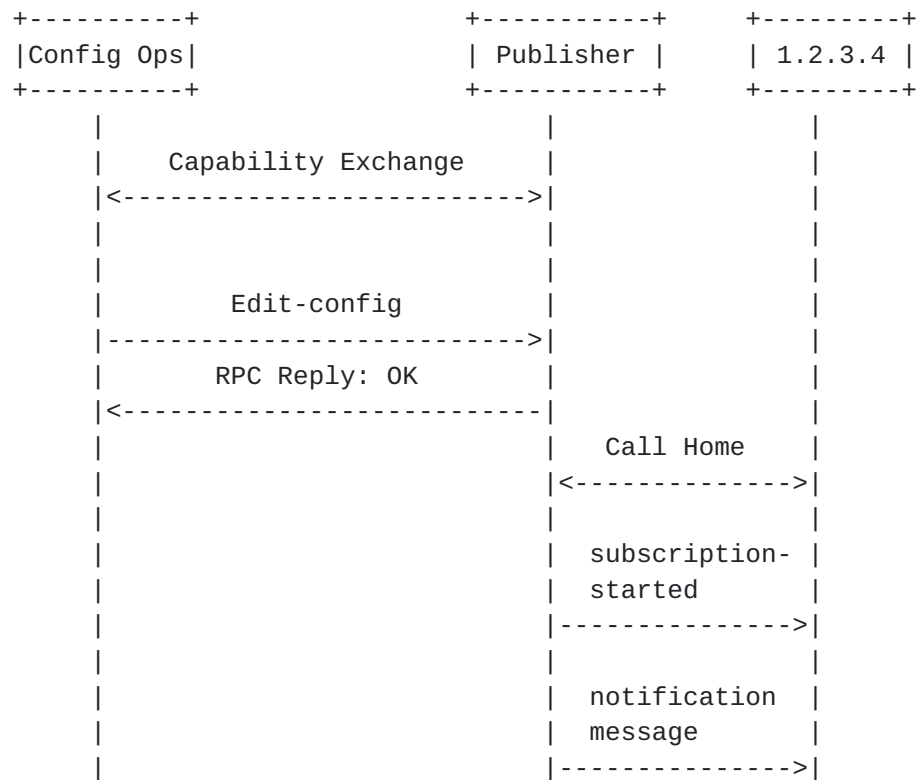 Config Ops Publisher 1.2.3.4
Capability Exchange
Edit-config
RPC Reply: OK
Call Home
subscription-
started
notification
message